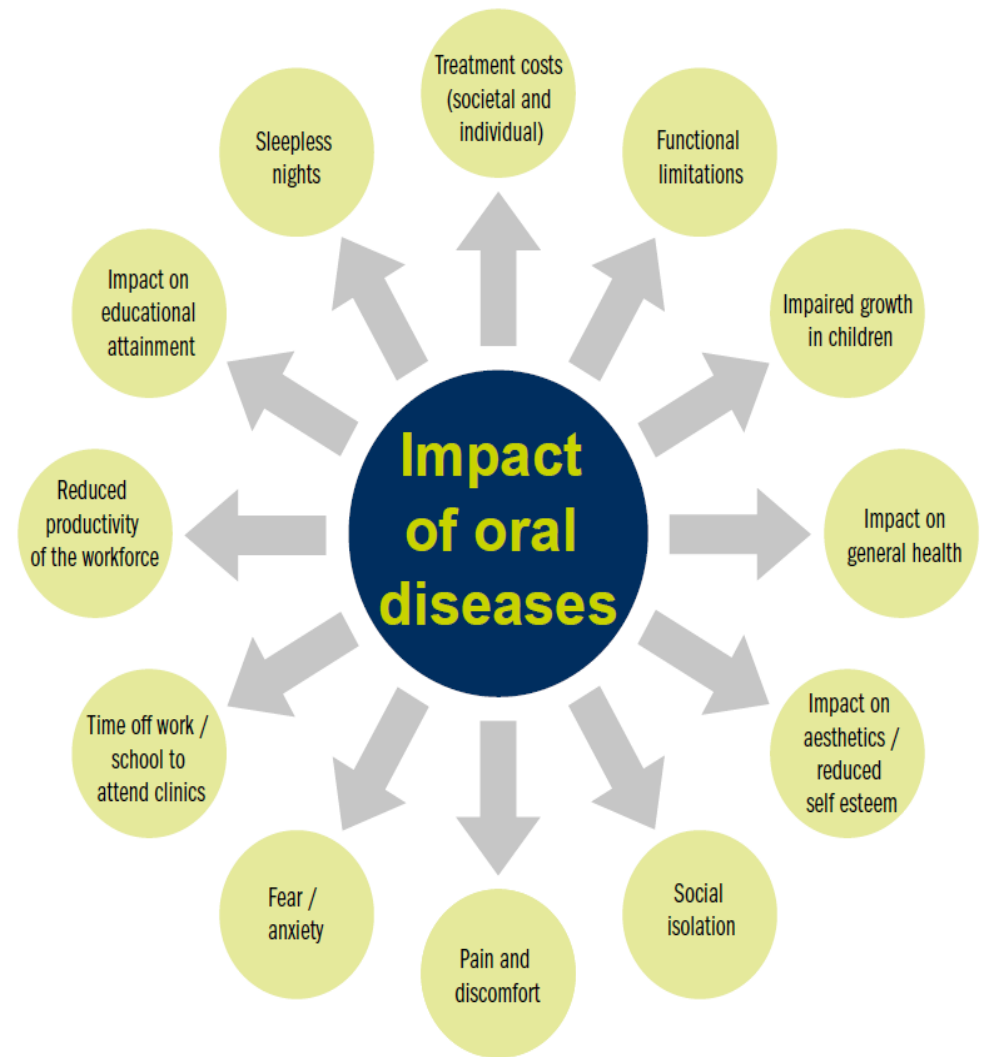 Treatment costs
(societal and
individual)
Functional
limitations
Impaired growth
in children
Impact on
general health
Impact on
aesthetics /
reduced
self esteem
Social
isolation
Pain and
discomfort
Fear /
anxiety
Time off work /
school to
attend clinics
Reduced
productivity
of the workforce
Impact on
educational
attainment
Sleepless
nights
Impact
of oral
diseases